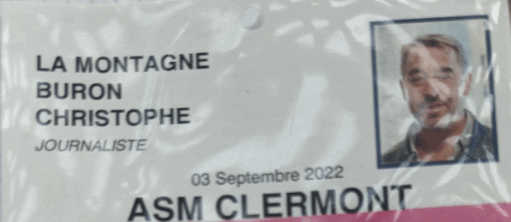 LA MONTAGNE
BURON
CHRISTOPHE
JOURNALISTE
03 Septembre 2022
ASM CLERMONT